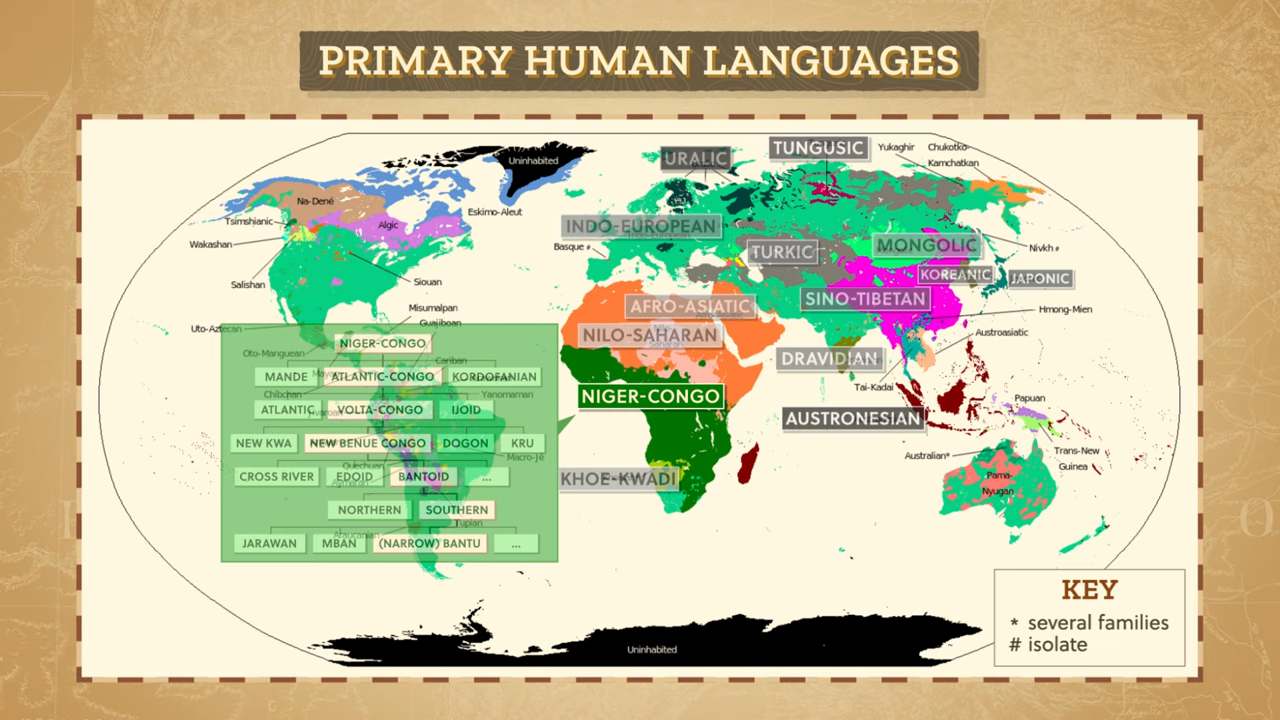 PRIMARY HUMAN LANGUAGES
Uninhabited
URALIC
TUNGUSIC
Yukaghir
Chukotko-
Kamchatkan
Na-Dené
Tsimshianic
Algic
Eskimo-Aleut
Wakashan
INDO-EUROPEAN
Basque #
TURKIC
MONGOLIC
Nivkh #
KOREANIC
JAPONIC
Salishan
Siouan
SINO-TIBETAN
AFRO-ASIATIC
Misumalpan
Hmong-Mien
Guajiboan
Uto-Aztecan
NILO-SAHARAN
Austroasiatic
NIGER-CONGO
Oto-Manguean
Cariban
DRAVIDIAN
MANDE
ATLANTIC-CONGO
KORDOFANIAN
Tai-Kadai
Chibchan
Yanomaman
NIGER-CONGO
Papuan
ATLANTIC
VOLTA-CONGO
IJOID
AUSTRONESIAN
NEW KWA
NEW BENUE CONGO
DOGON
KRU
Macro-Jê
Australian*
Trans-New
Guinea
Quechuan
CROSS RIVER
EDOID
BANTOID
...
KHOE-KWADI
Pama
Nyugan
NORTHERN
SOUTHERN
Tupian
Araucanian
JARAWAN
MBAN
(NARROW) BANTU
...
Uninhabited
KEY
* several families
# isolate